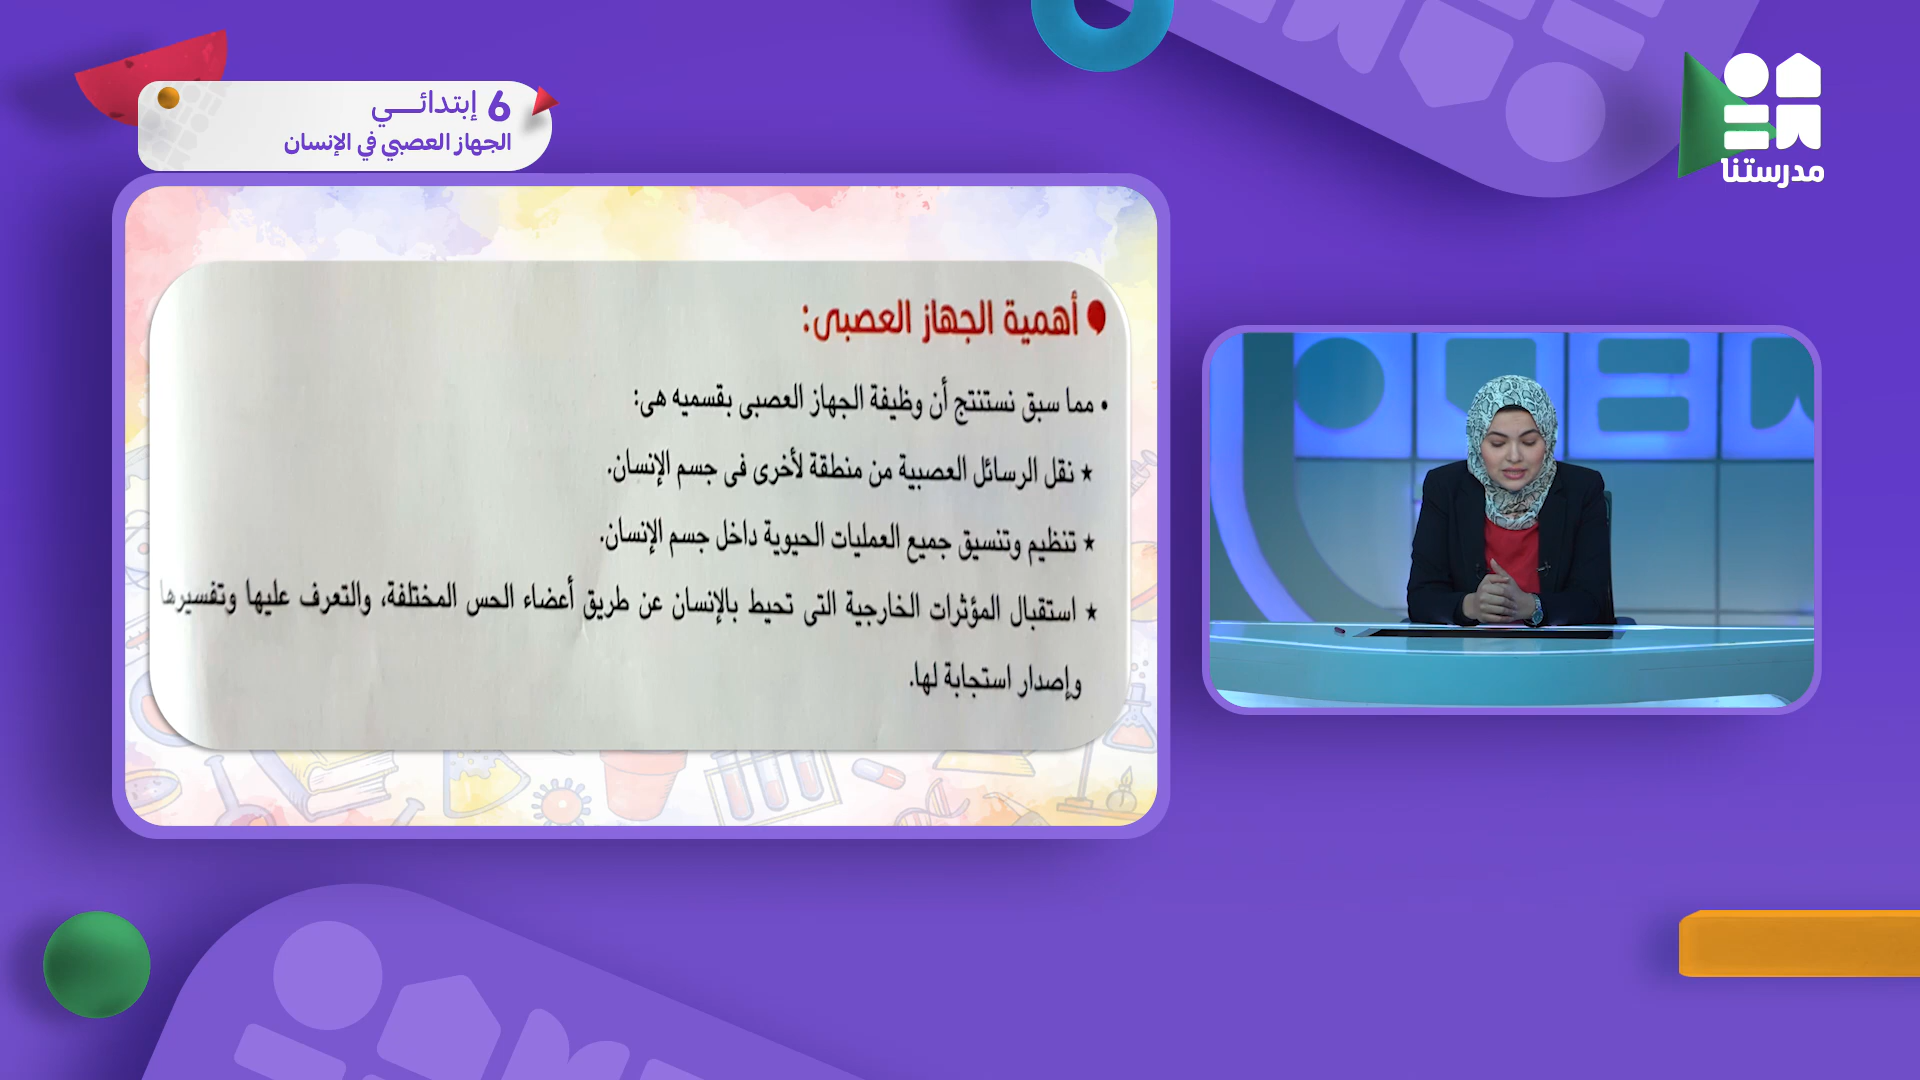 6 إبتدائي
الجهاز العصبي في الإنسان
مدرستنا
أهمية الجهاز العصبى:
• مما سبق نستنتج أن وظيفة الجهاز العصبى بقسميه هى:
★ نقل الرسائل العصبية من منطقة لأخرى فى جسم الإنسان.
★ تنظيم وتنسيق جميع العمليات الحيوية داخل جسم الإنسان.
★ استقبال المؤثرات الخارجية التى تحيط بالإنسان عن طريق أعضاء الحس المختلفة، والتعرف عليها وتفسيرها
وإصدار استجابة لها.